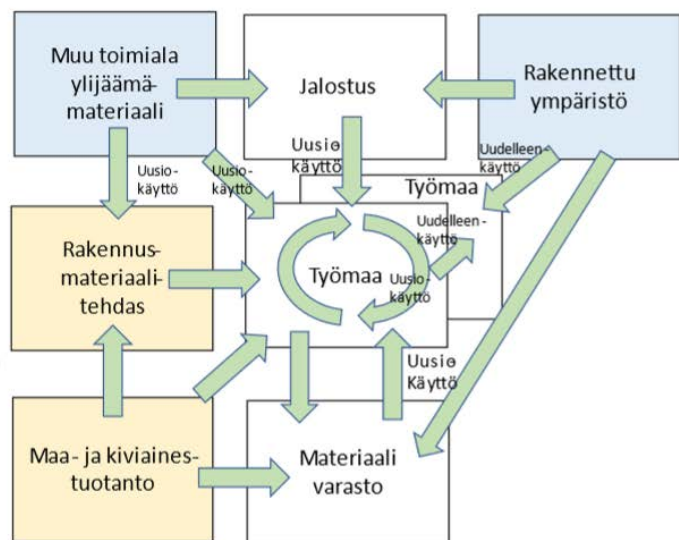 Muu toimiala
ylijäämä-
materiaali
Jalostus
Rakennettu
ympäristö
Uusio-
käyttö
Uusio-
käyttö
Uusio
käyttö
Uudelleen-
käyttö
Työmaa
Rakennus-
materiaali-
tehdas
Työmaa
Uusio-
käyttö
Uudelleen-
käyttö
Uusio
Käyttö
Maa- ja kiviaines-
tuotanto
Materiaali
varasto